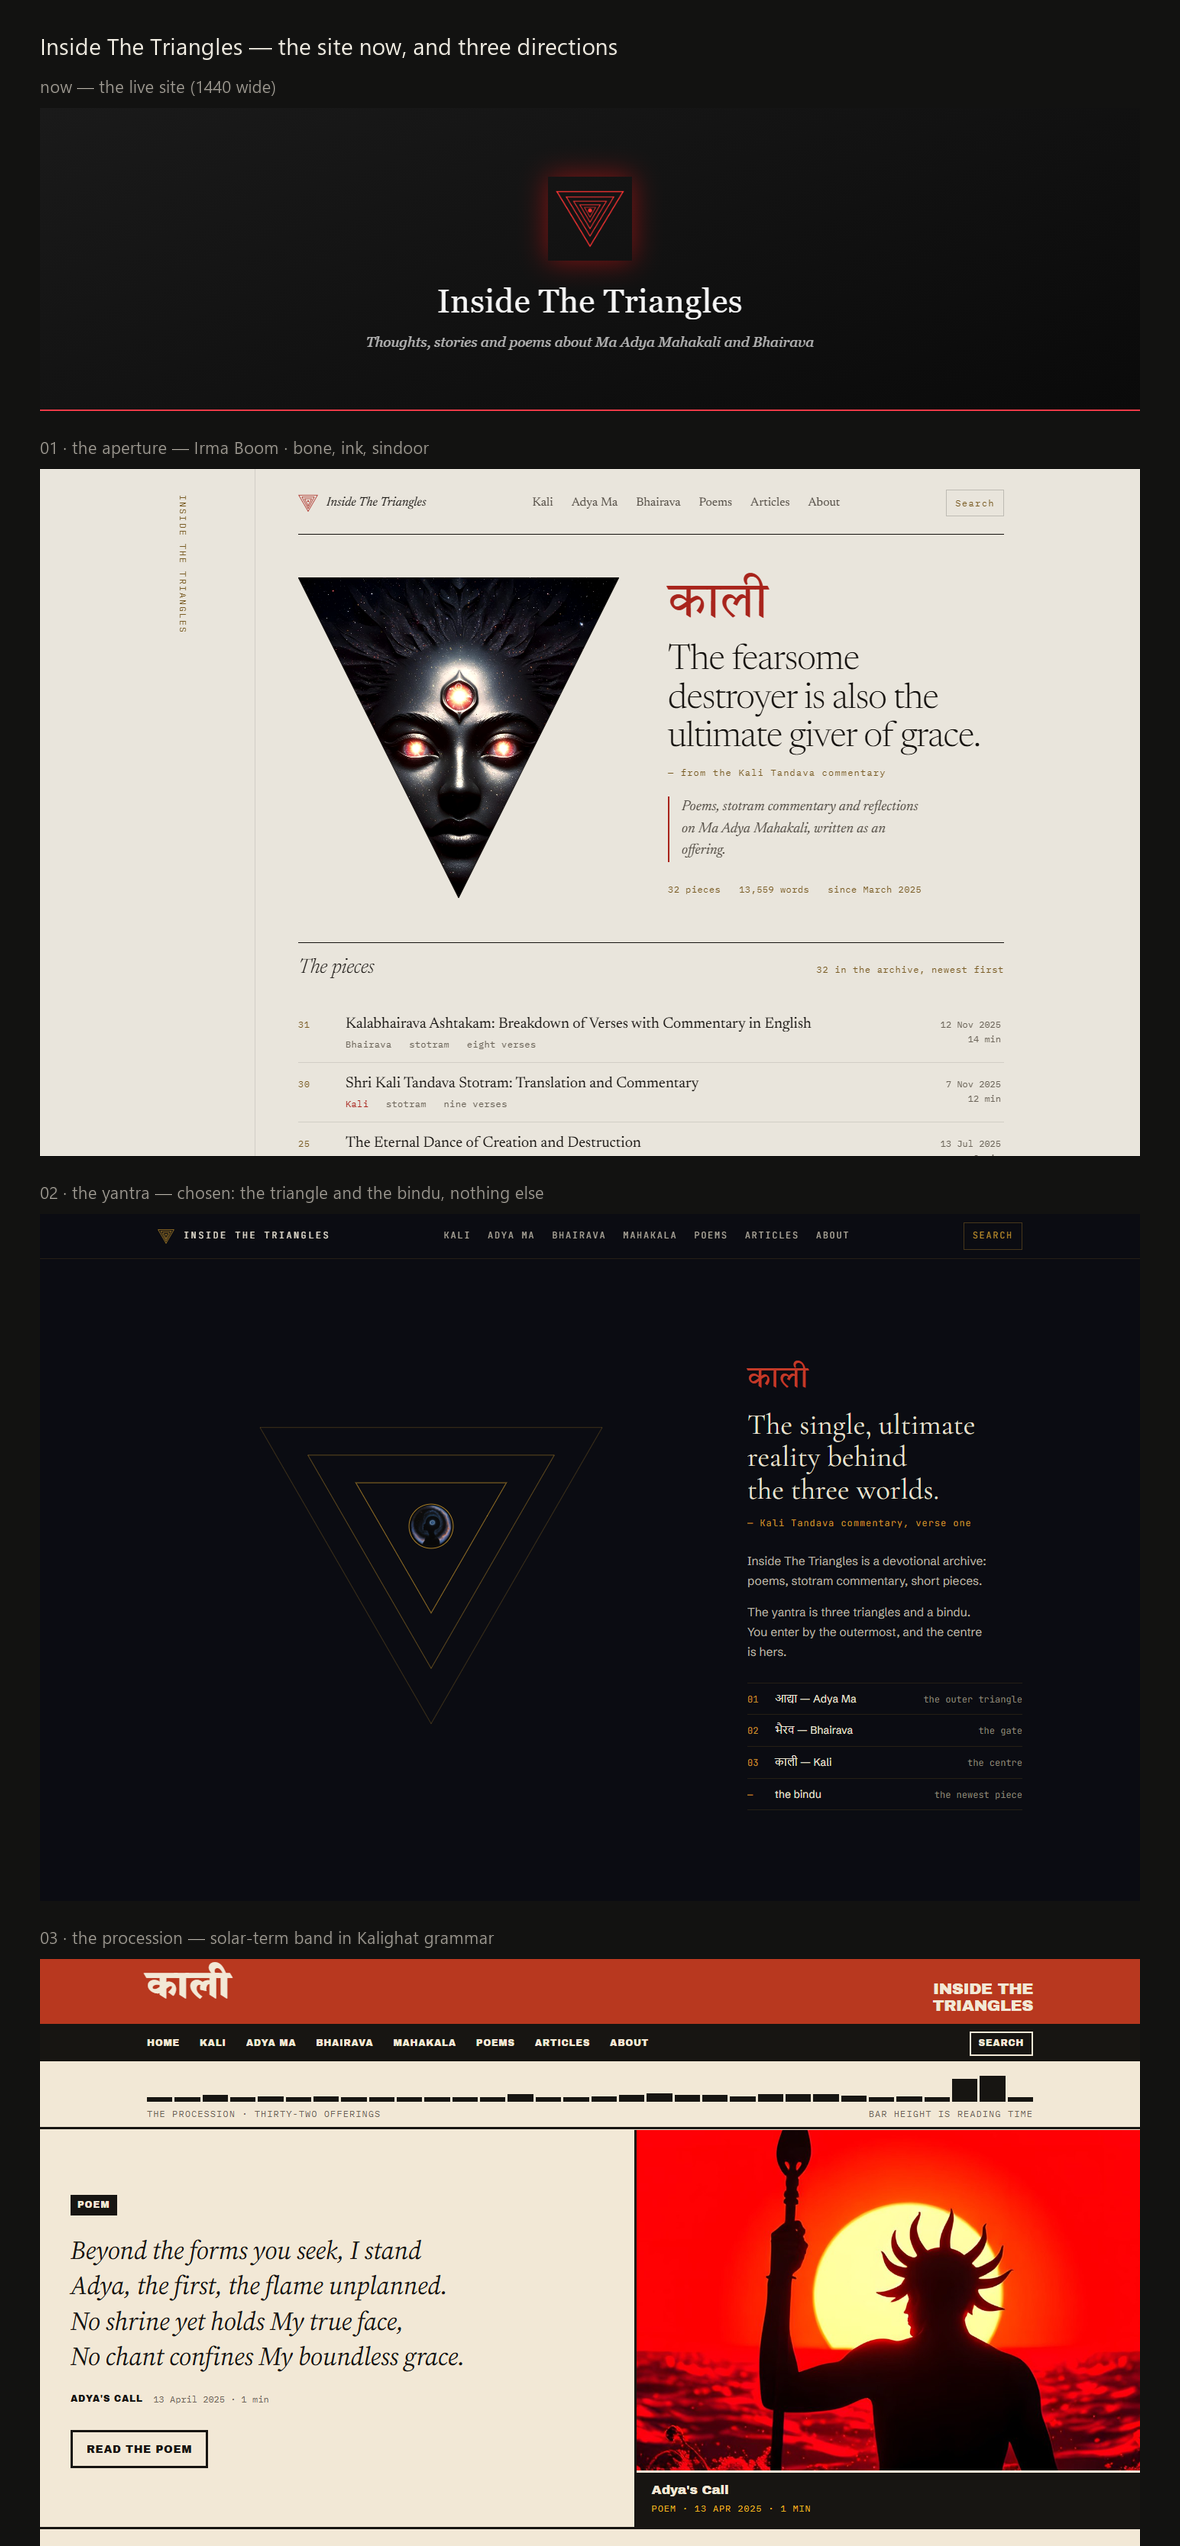 Inside The Triangles — the site now, and three directions
now — the live site (1440 wide)
Inside The Triangles
Thoughts, stories and poems about Ma Adya Mahakali and Bhairava
01 · the aperture — Irma Boom · bone, ink, sindoor
INSIDE THE TRIANGLES
Inside The Triangles
Kali Adya Ma Bhairava Poems Articles About
Search
काली
The fearsome
destroyer is also the
ultimate giver of grace.
— from the Kali Tandava commentary
Poems, stotram commentary and reflections
on Ma Adya Mahakali, written as an
offering.
32 pieces 13,559 words since March 2025
The pieces
32 in the archive, newest first
31 Kalabhairava Ashtakam: Breakdown of Verses with Commentary in English 12 Nov 2025
Bhairava stotram eight verses 14 min
30 Shri Kali Tandava Stotram: Translation and Commentary 7 Nov 2025
Kali stotram nine verses 12 min
25 The Eternal Dance of Creation and Destruction 13 Jul 2025
02 · the yantra — chosen: the triangle and the bindu, nothing else
INSIDE THE TRIANGLES
KALI ADYA MA BHAIRAVA MAHAKALA POEMS ARTICLES ABOUT
SEARCH
काली
The single, ultimate
reality behind
the three worlds.
— Kali Tandava commentary, verse one
Inside The Triangles is a devotional archive:
poems, stotram commentary, short pieces.
The yantra is three triangles and a bindu.
You enter by the outermost, and the centre
is hers.
01 आद्या — Adya Ma the outer triangle
02 भैरव — Bhairava the gate
03 काली — Kali the centre
— the bindu the newest piece
03 · the procession — solar-term band in Kalighat grammar
काली
INSIDE THE
TRIANGLES
HOME KALI ADYA MA BHAIRAVA MAHAKALA POEMS ARTICLES ABOUT
SEARCH
THE PROCESSION · THIRTY-TWO OFFERINGS
BAR HEIGHT IS READING TIME
POEM
Beyond the forms you seek, I stand
Adya, the first, the flame unplanned.
No shrine yet holds My true face,
No chant confines My boundless grace.
ADYA'S CALL 13 April 2025 · 1 min
READ THE POEM
Adya's Call
POEM · 13 APR 2025 · 1 MIN